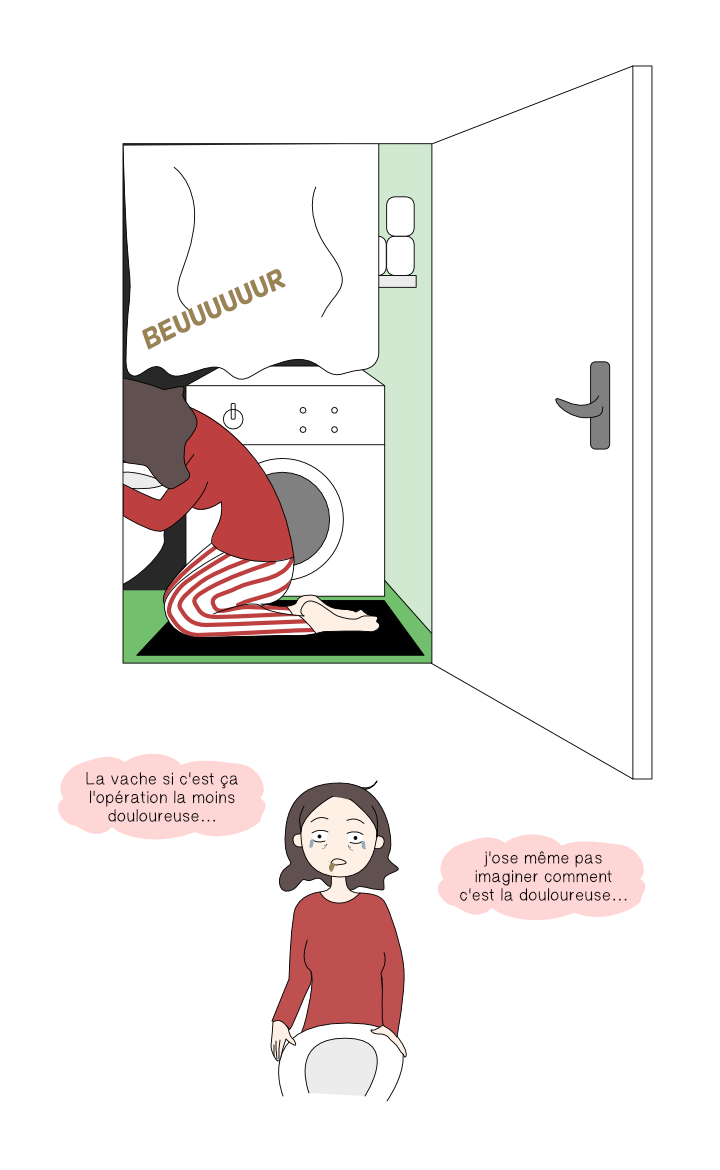 BEUUUUUUR
La vache si c'est ça
l'opération la moins
douloureuse...
j'ose même pas
imaginer comment
c'est la douloureuse...